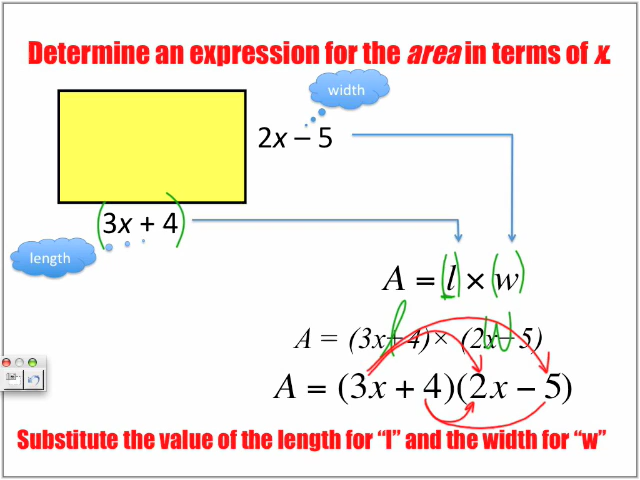 Determine an expression for the area in terms of x.
width
2x – 5
(3x + 4)
length
A = (l) × (w)
l w
A = (3x+4)× (2x–5)
A = (3x + 4)(2x – 5)
Substitute the value of the length for “l” and the width for “w”